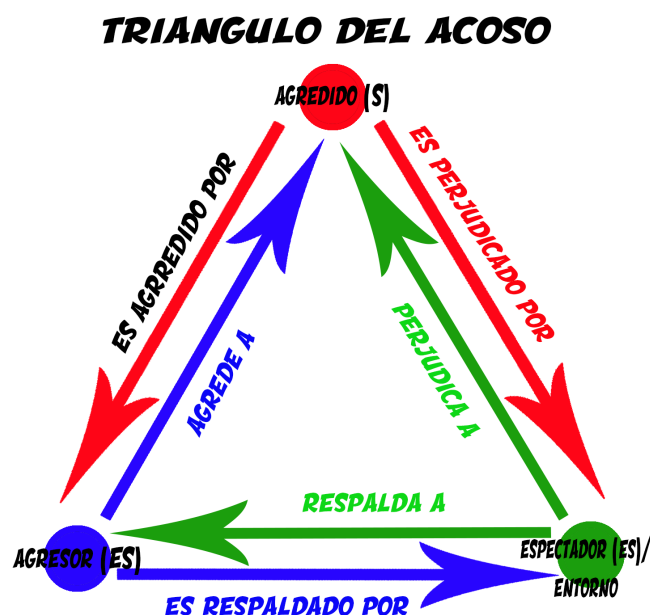 TRIANGULO DEL ACOSO
AGREDIDO (S)
ES AGRREDIDO POR
ES PERJUDICADO POR
AGREDE A
PERJUDICA A
RESPALDA A
AGRESOR (ES)
ESPECTADOR (ES)/
ENTORNO
ES RESPALDADO POR